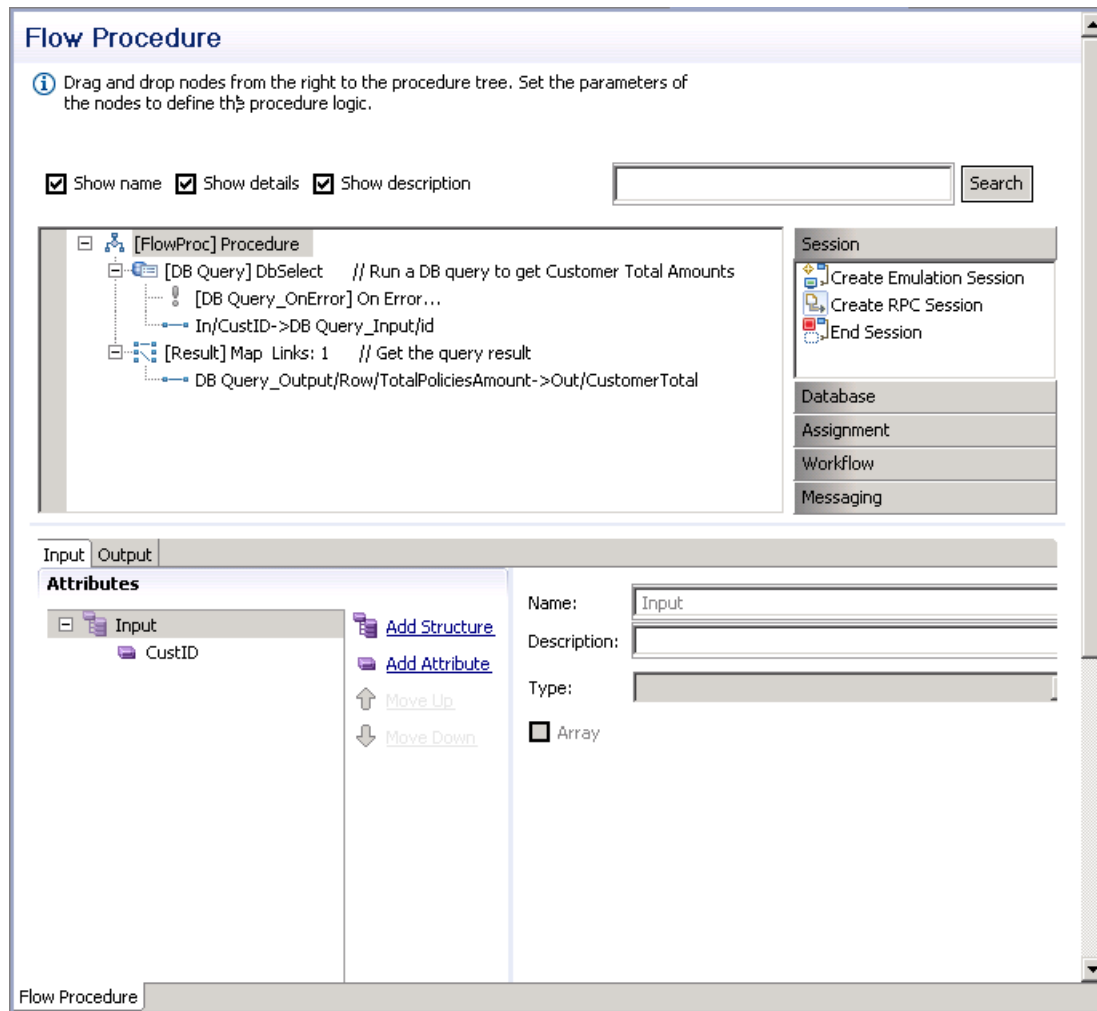 Flow Procedure
Drag and drop nodes from the right to the procedure tree. Set the parameters of
the nodes to define the procedure logic.
Show name Show details Show description Search
[FlowProc] Procedure
[DB Query] DbSelect // Run a DB query to get Customer Total Amounts
[DB Query_OnError] On Error...
In/CustID->DB Query_Input/id
[Result] Map Links: 1 // Get the query result
DB Query_Output/Row/TotalPoliciesAmount->Out/CustomerTotal
Session
Create Emulation Session
Create RPC Session
End Session
Database
Assignment
Workflow
Messaging
Input Output
Attributes
Input
CustID
Add Structure
Add Attribute
Move Up
Move Down
Name: Input
Description:
Type:
Array
Flow Procedure